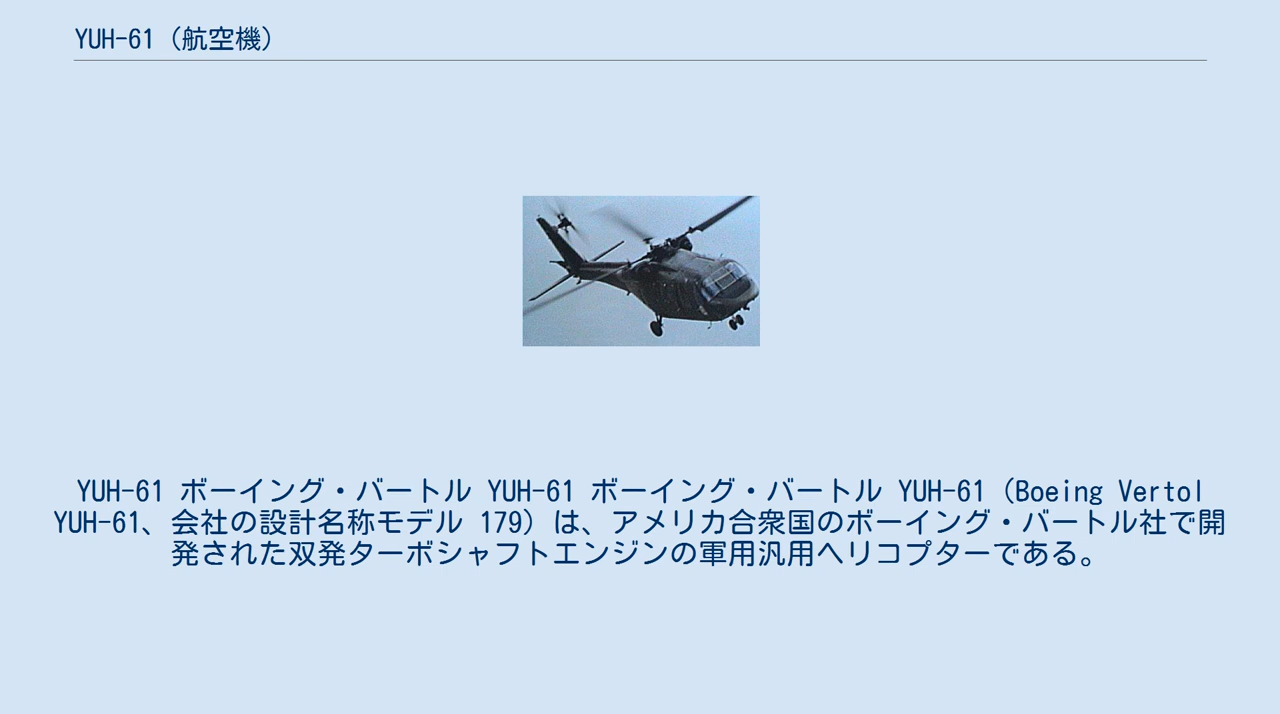 YUH-61（航空機）
YUH-61 ボーイング・バートル YUH-61 ボーイング・バートル YUH-61（Boeing Vertol
YUH-61、会社の設計名称モデル 179）は、アメリカ合衆国のボーイング・バートル社で開
発された双発ターボシャフトエンジンの軍用汎用ヘリコプターである。